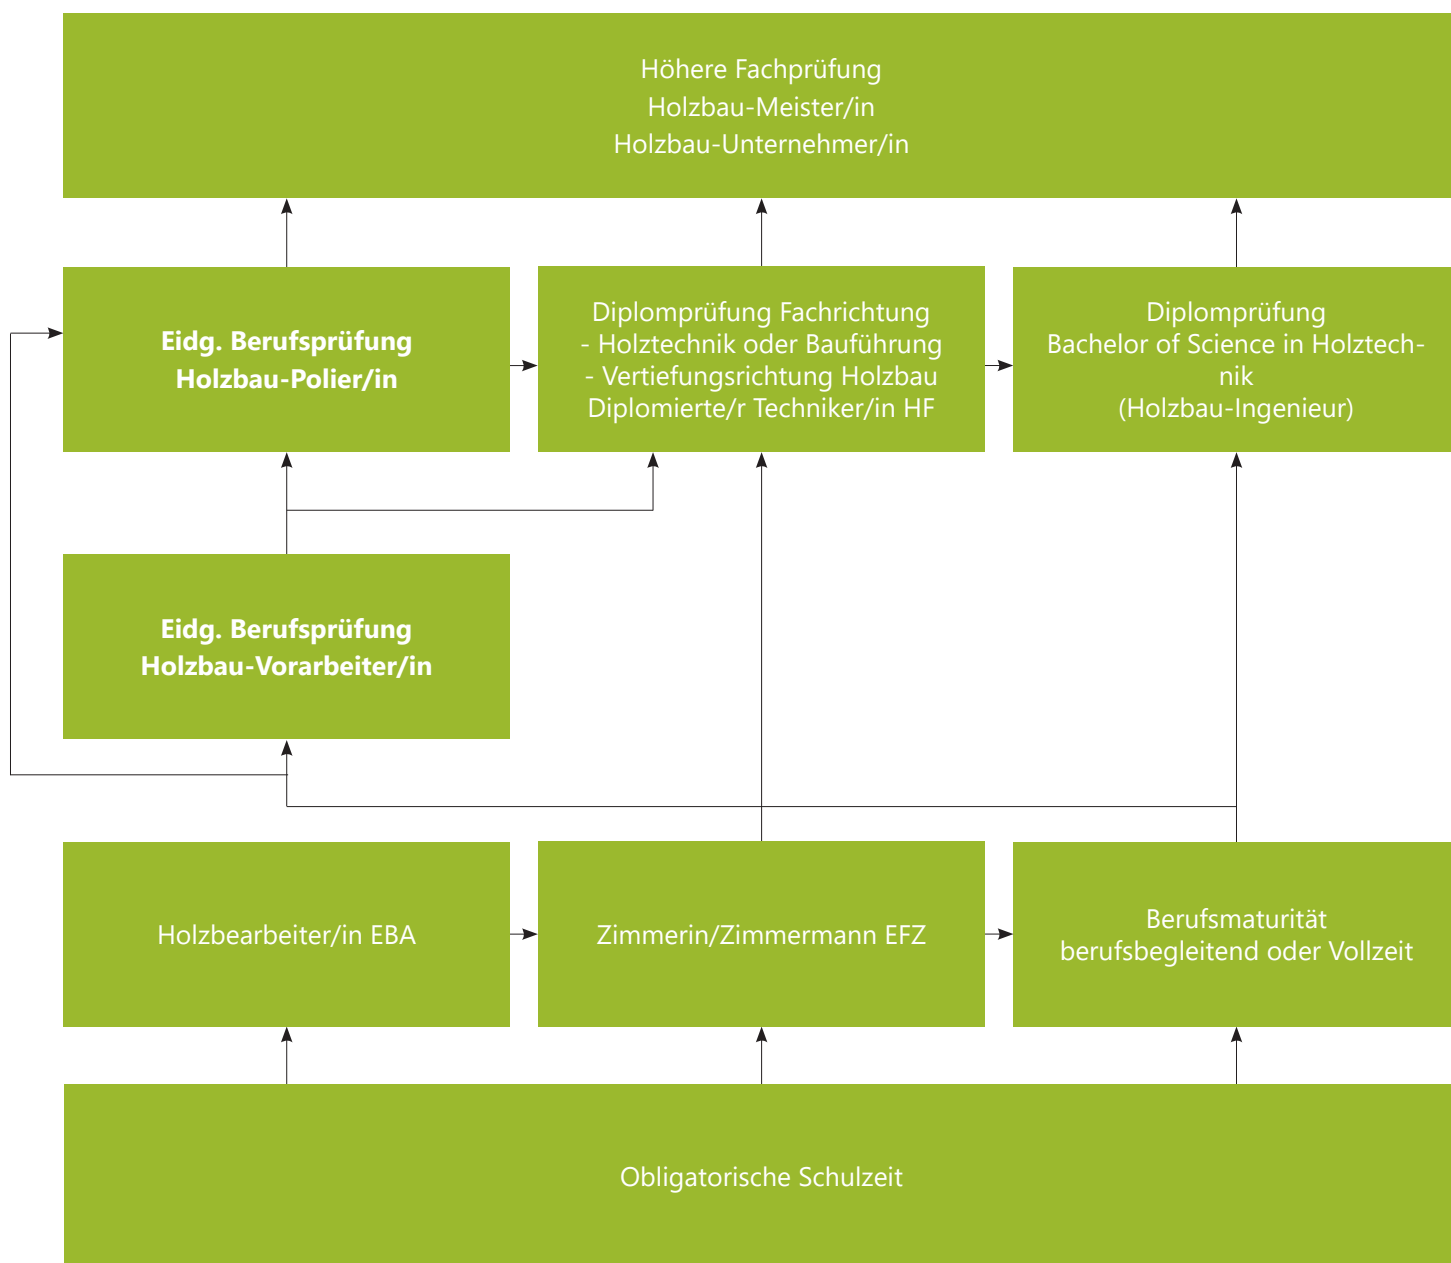 Höhere Fachprüfung
Holzbau-Meister/in
Holzbau-Unternehmer/in
Eidg. Berufsprüfung
Holzbau-Polier/in
Diplomprüfung Fachrichtung
- Holztechnik oder Bauführung
- Vertiefungsrichtung Holzbau
Diplomierte/r Techniker/in HF
Diplomprüfung
Bachelor of Science in Holztech-
nik
(Holzbau-Ingenieur)
Eidg. Berufsprüfung
Holzbau-Vorarbeiter/in
Holzbearbeiter/in EBA
Zimmerin/Zimmermann EFZ
Berufsmaturität
berufsbegleitend oder Vollzeit
Obligatorische Schulzeit